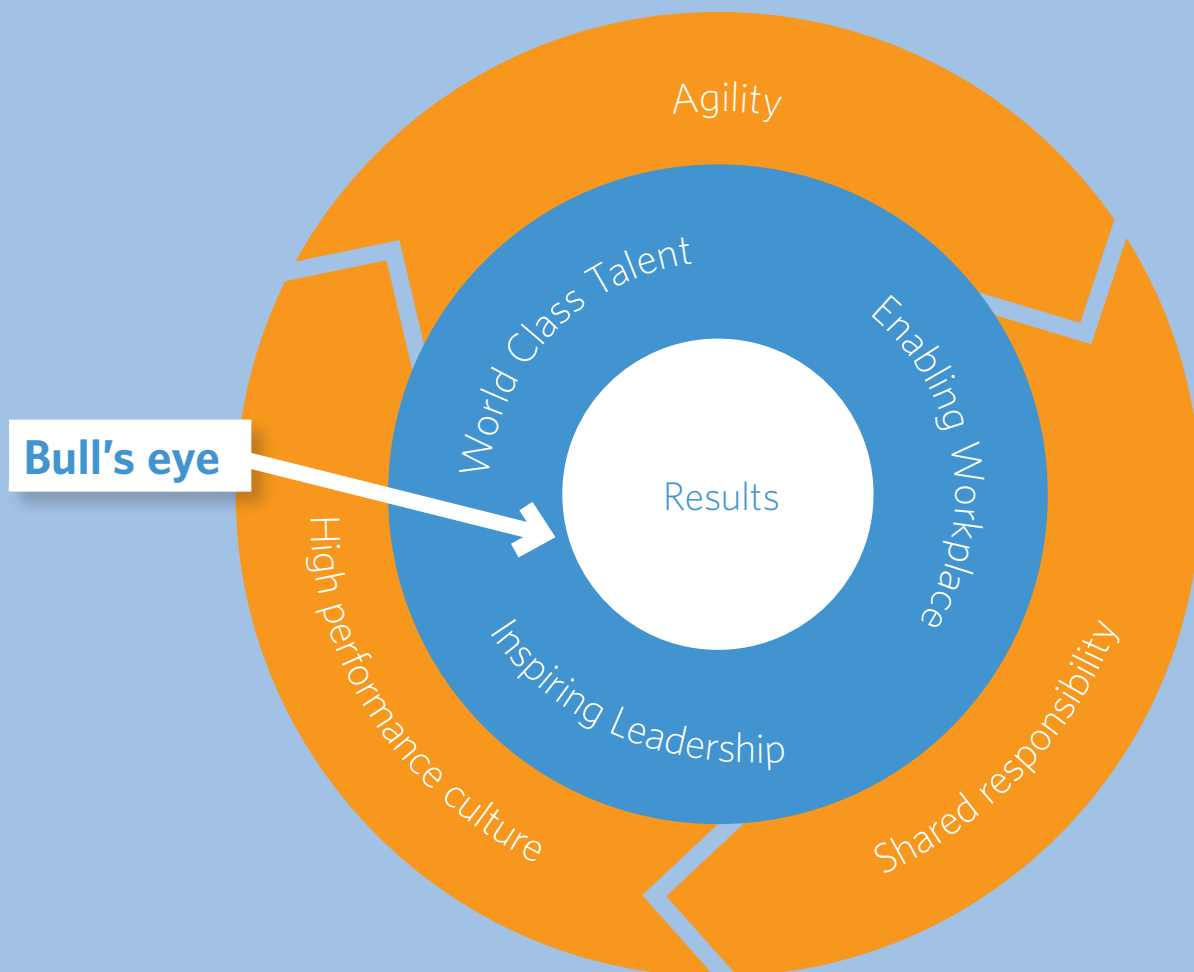 Agility
World Class Talent
Enabling Workplace
Bull's eye
Results
High performance culture
Inspiring Leadership
Shared responsibility